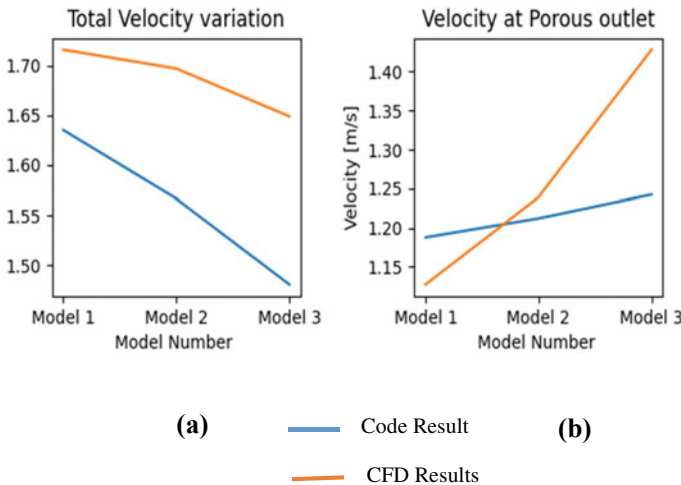 Total Velocity variation
1.70
1.65
1.60
1.55
1.50
Model 1 Model 2 Model 3
Model Number
Velocity at Porous outlet
Velocity [m/s]
1.40
1.35
1.30
1.25
1.20
1.15
Model 1 Model 2 Model 3
Model Number
(a)
Code Result
(b)
CFD Results